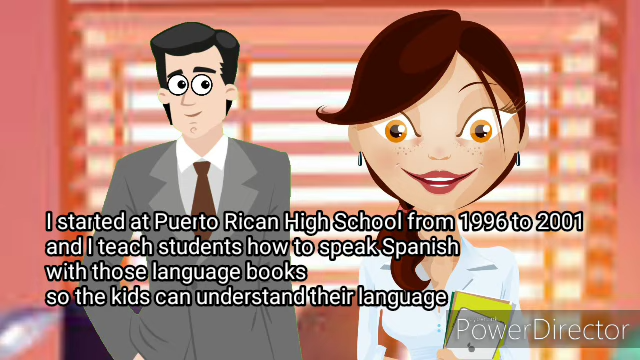 I started at Puerto Rican High School from 1996 to 2001
and I teach students how to speak Spanish
with those language books
so the kids can understand their language
PowerDirector